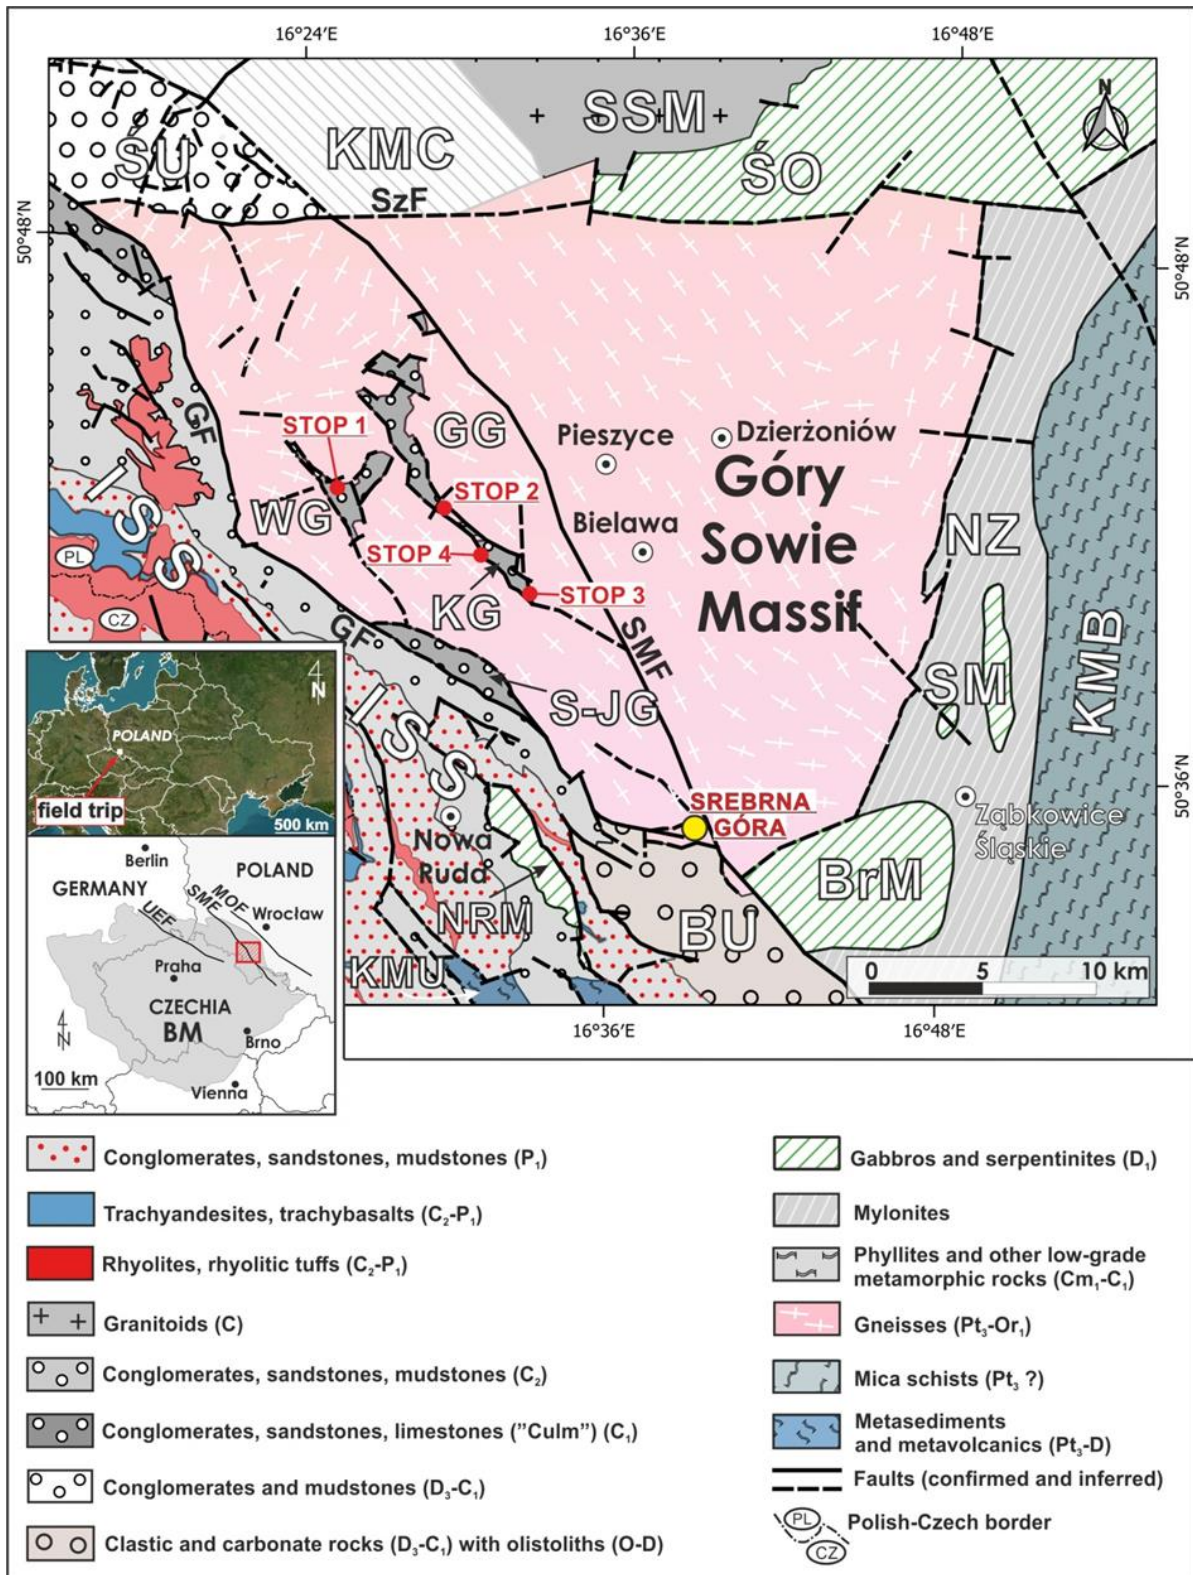 16°24′E
16°36′E
16°48′E
N
SSM
KMC
ŚU
ŚO
SzF
50°48′N
50°48′N
GF
STOP 1
GG
Pieszyce
Dzierżoniów
Góry
Sowie
Massif
STOP 2
WG
Bielawa
NZ
ISS
STOP 4
PL
KG
STOP 3
CZ
GF
SMF
KMB
SM
S-JG
ISS
N
POLAND
field trip
500 km
50°36′N
SREBRNA
GÓRA
Ząbkowice
Śląskie
Nowa
Ruda
BrM
NRM
BU
KMU
0 5 10 km
Berlin
POLAND
GERMANY
MOF
SMF
UEF
Wrocław
Praha
CZECHIA
BM
N
Brno
100 km
Vienna
16°36′E
16°48′E
Conglomerates, sandstones, mudstones (P₁)
Trachyandesites, trachybasalts (C₂-P₁)
Rhyolites, rhyolitic tuffs (C₂-P₁)
Granitoids (C)
Conglomerates, sandstones, mudstones (C₂)
Conglomerates, sandstones, limestones (”Culm”) (C₁)
Conglomerates and mudstones (D₃-C₁)
Clastic and carbonate rocks (D₃-C₁) with olistoliths (O-D)
Gabbros and serpentinites (D₁)
Mylonites
Phyllites and other low-grade
metamorphic rocks (Cm₁-C₁)
Gneisses (Pt₃-Or₁)
Mica schists (Pt₃ ?)
Metasediments
and metavolcanics (Pt₃-D)
Faults (confirmed and inferred)
PL
CZ
Polish-Czech border